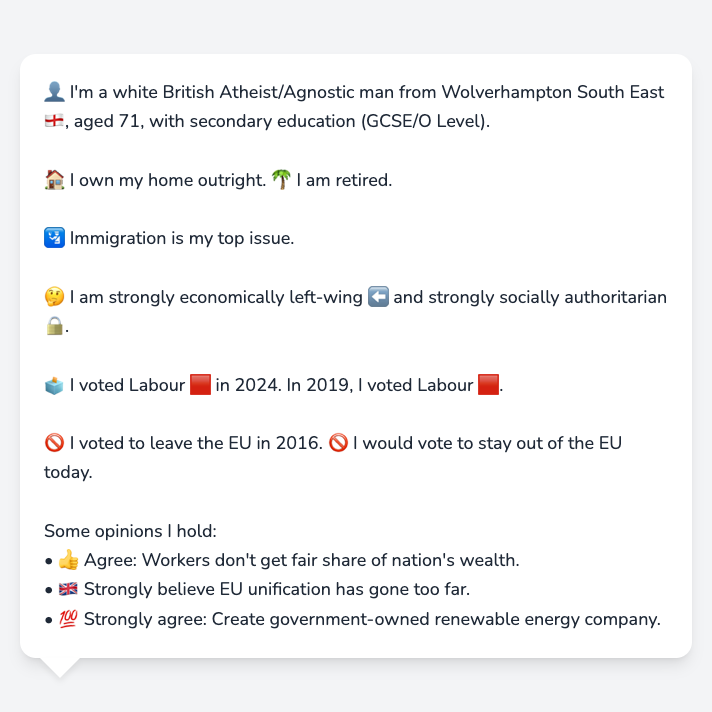 👤 I'm a white British Atheist/Agnostic man from Wolverhampton South East
🏴󠁧󠁢󠁥󠁮󠁧󠁿, aged 71, with secondary education (GCSE/O Level).
🏠 I own my home outright. 🌴 I am retired.
🛂 Immigration is my top issue.
🤔 I am strongly economically left-wing ⬅️ and strongly socially authoritarian
🔒.
🗳️ I voted Labour 🟥 in 2024. In 2019, I voted Labour 🟥.
🚫 I voted to leave the EU in 2016. 🚫 I would vote to stay out of the EU
today.
Some opinions I hold:
• 👍 Agree: Workers don't get fair share of nation's wealth.
• 🇬🇧 Strongly believe EU unification has gone too far.
• 💯 Strongly agree: Create government-owned renewable energy company.